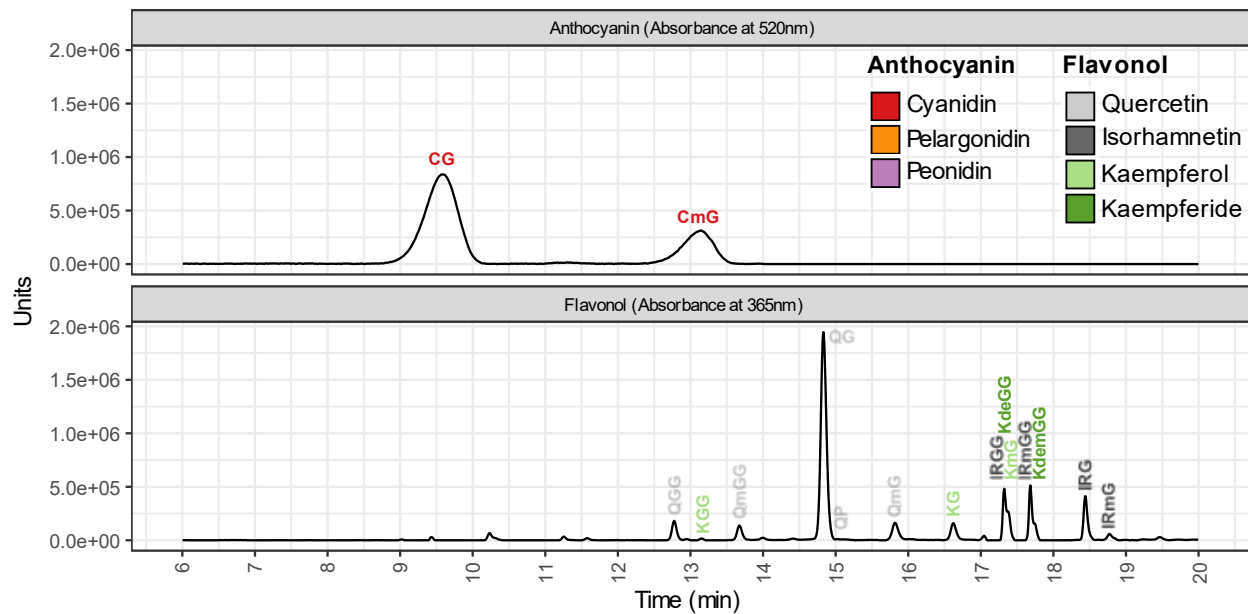 Anthocyanin (Absorbance at 520nm)
2.0e+06
1.5e+06
1.0e+06
5.0e+05
0.0e+00
CG
CmG
Anthocyanin
Cyanidin
Pelargonidin
Peonidin
Flavonol
Quercetin
Isorhamnetin
Kaempferol
Kaempferide
Units
Flavonol (Absorbance at 365nm)
2.0e+06
1.5e+06
1.0e+06
5.0e+05
0.0e+00
QGG
KGG
QmGG
QG
QP
QmG
KG
IRGG
KmG
KdeGG
IRmGG
KdemGG
IRG
IRmG
6 7 8 9 10 11 12 13 14 15 16 17 18 19 20
Time (min)